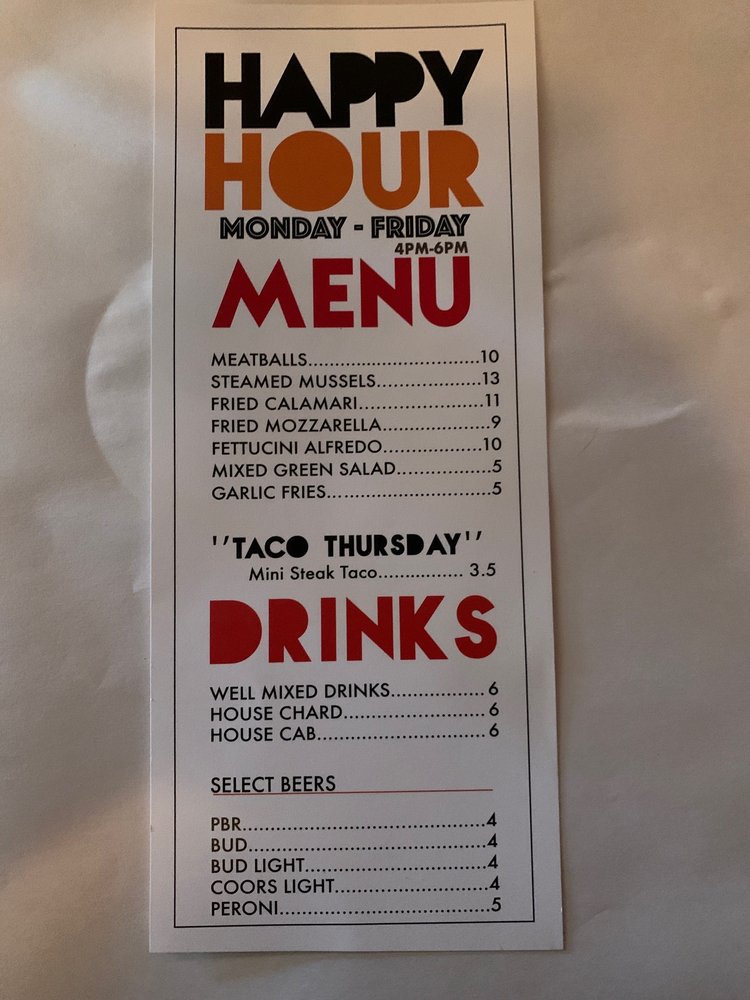 HAPPY
HOUR
MONDAY - FRIDAY
4PM-6PM
MENU
MEATBALLS...............................10
STEAMED MUSSELS...................13
FRIED CALAMARI.......................11
FRIED MOZZARELLA....................9
FETTUCINI ALFREDO..................10
MIXED GREEN SALAD.................5
GARLIC FRIES..............................5
''TACO THURSDAY''
Mini Steak Taco................ 3.5
DRINKS
WELL MIXED DRINKS................. 6
HOUSE CHARD.......................... 6
HOUSE CAB............................... 6
SELECT BEERS
PBR............................................4
BUD...........................................4
BUD LIGHT.................................4
COORS LIGHT............................4
PERONI......................................5